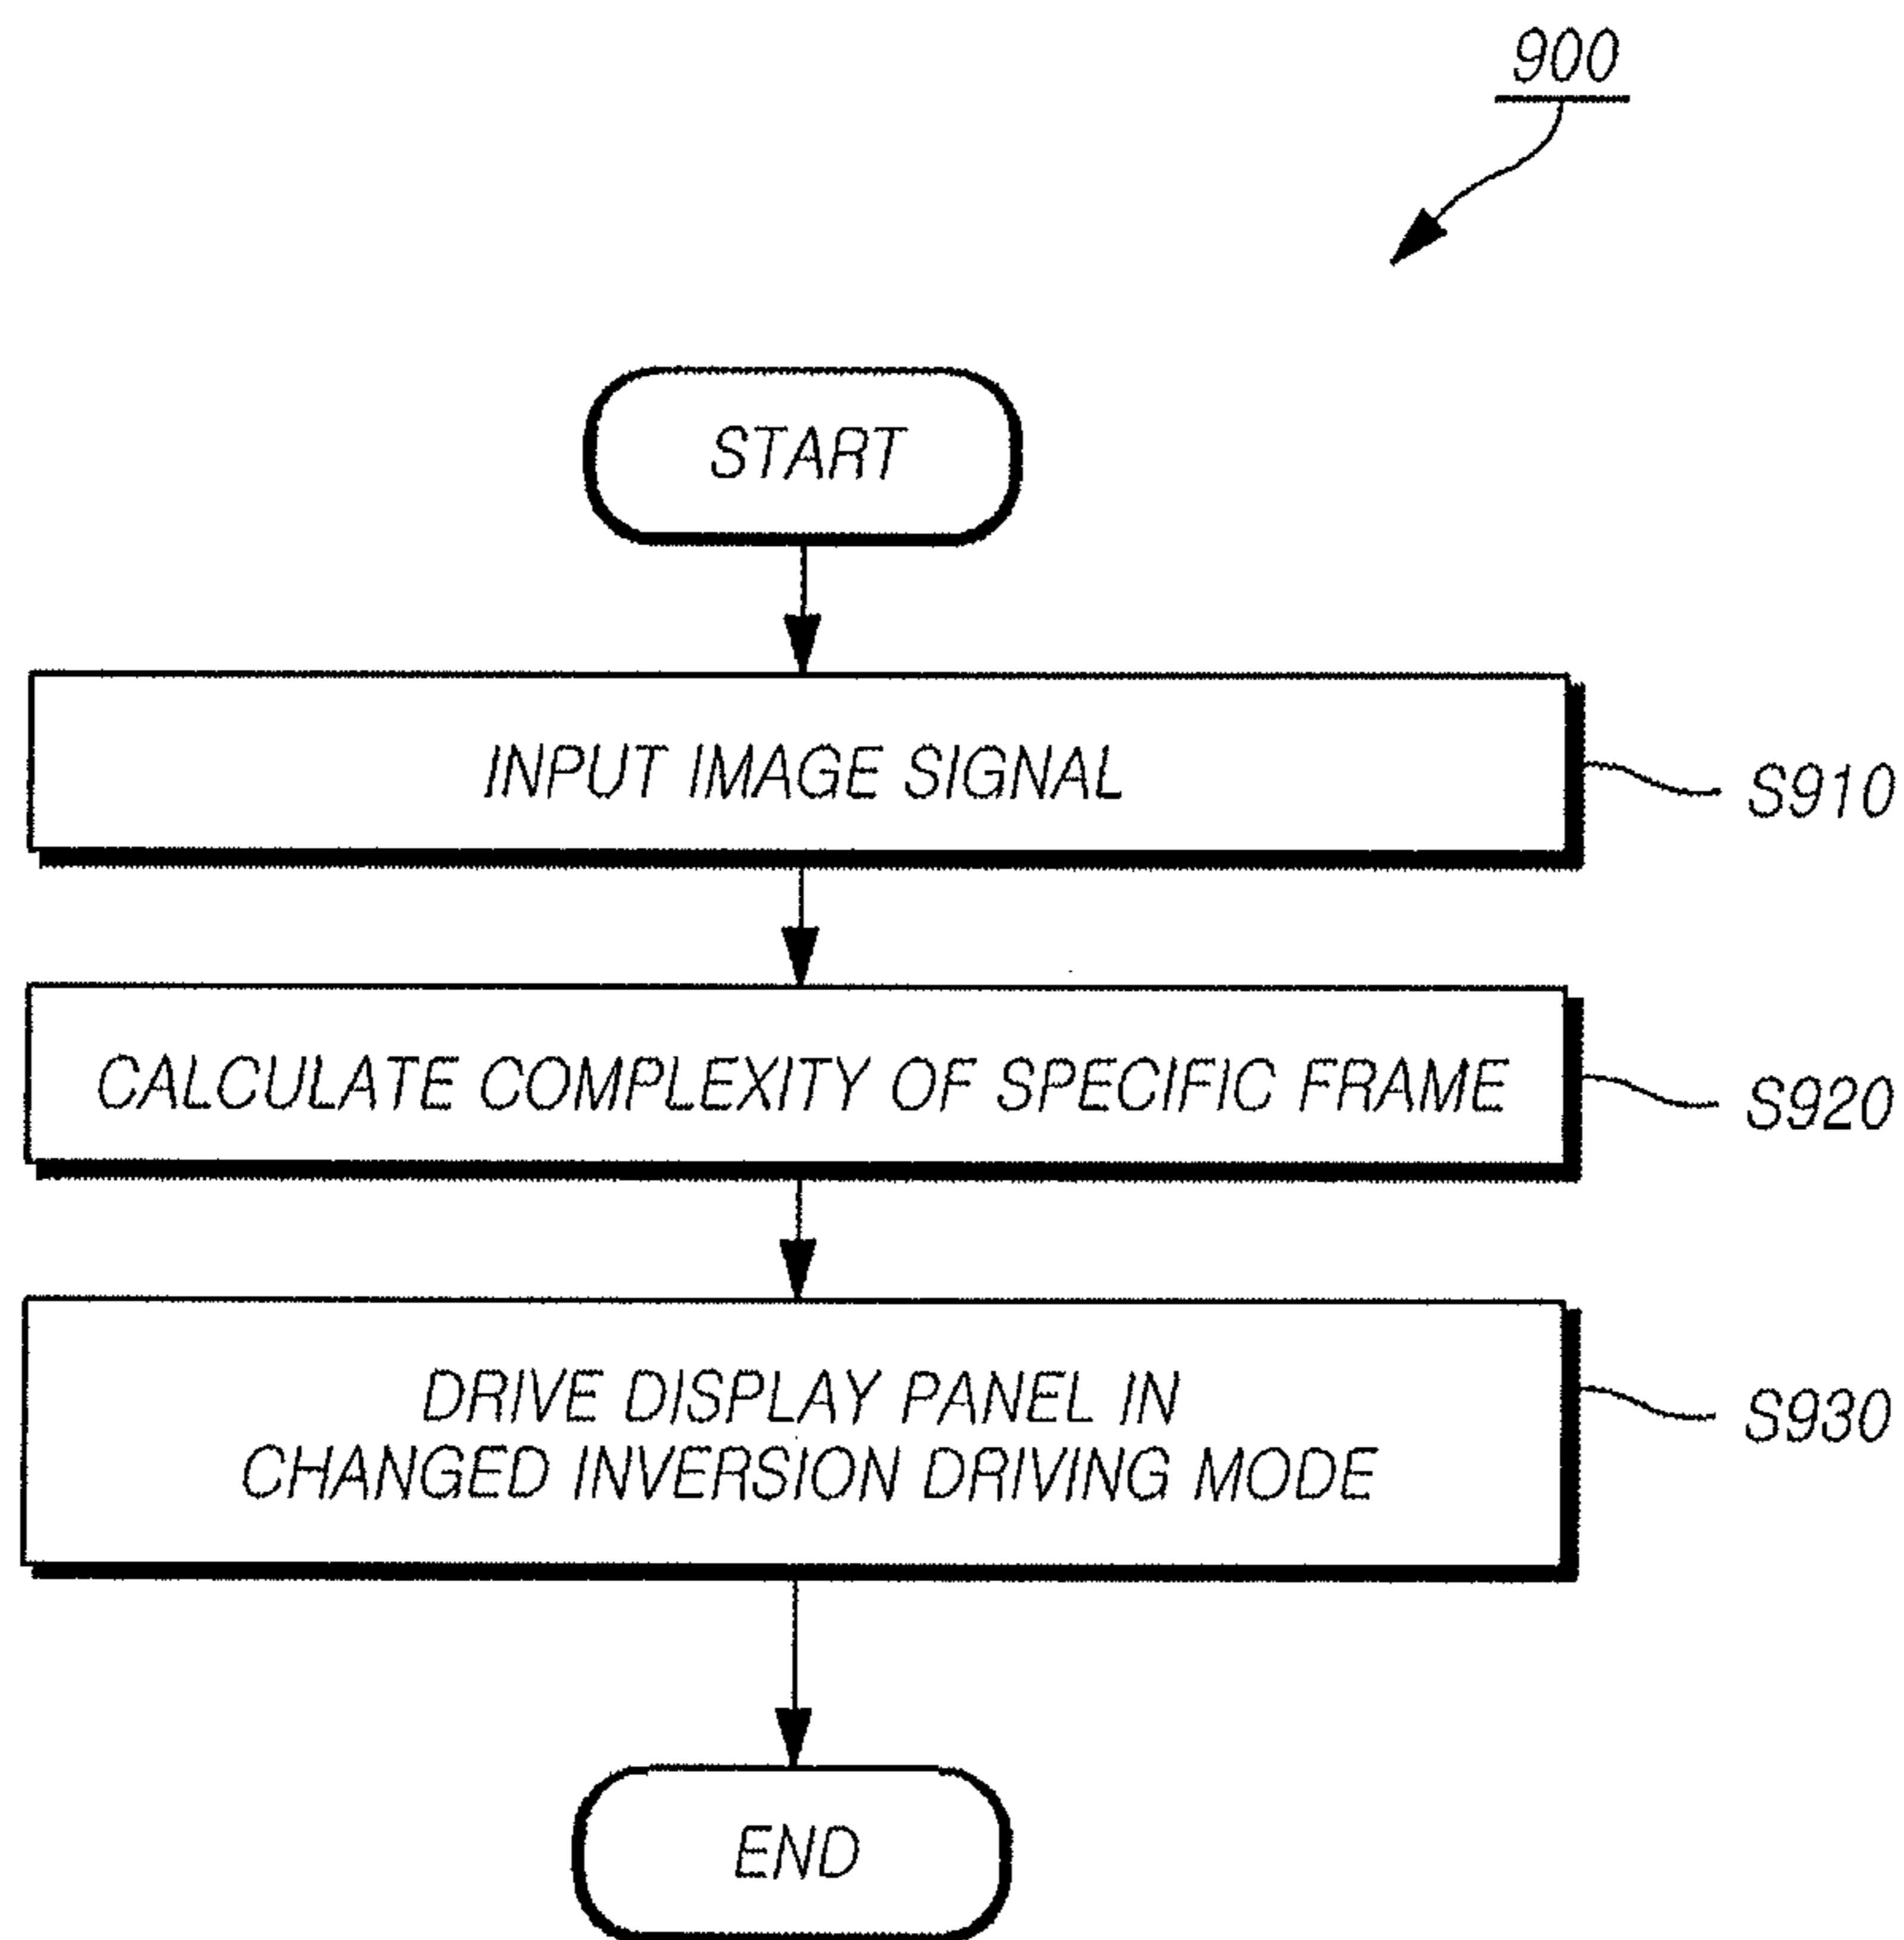 900
START
INPUT IMAGE SIGNAL
S910
CALCULATE COMPLEXITY OF SPECIFIC FRAME
S920
DRIVE DISPLAY PANEL IN
CHANGED INVERSION DRIVING MODE
S930
END